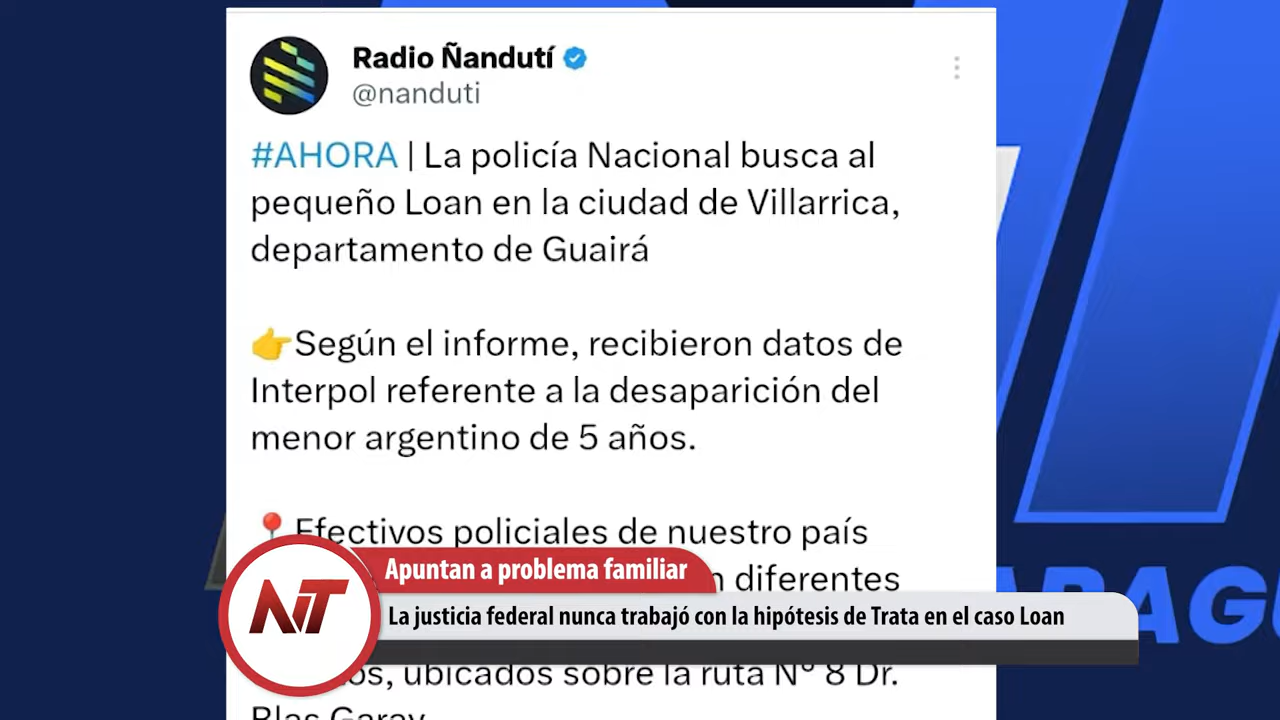 Radio Ñandutí
@nanduti
#AHORA | La policía Nacional busca al
pequeño Loan en la ciudad de Villarrica,
departamento de Guairá
👉Según el informe, recibieron datos de
Interpol referente a la desaparición del
menor argentino de 5 años.
📍Efectivos policiales de nuestro país
diferentes
Apuntan a problema familiar
La justicia federal nunca trabajó con la hipótesis de Trata en el caso Loan
NT
ubicados sobre la ruta Nº 8 Dr.
Blas Garay